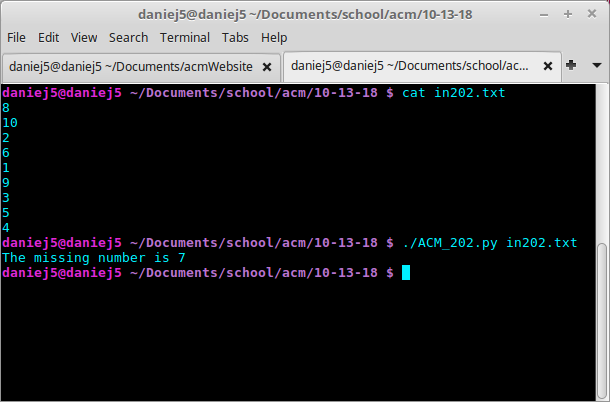 daniej5@daniej5 ~/Documents/school/acm/10-13-18
File Edit View Search Terminal Tabs Help
daniej5@daniej5 ~/Documents/acmWebsite daniej5@daniej5 ~/Documents/school/ac...
daniej5@daniej5 ~/Documents/school/acm/10-13-18 $ cat in202.txt
8
10
2
6
1
9
3
5
4
daniej5@daniej5 ~/Documents/school/acm/10-13-18 $ ./ACM_202.py in202.txt
The missing number is 7
daniej5@daniej5 ~/Documents/school/acm/10-13-18 $